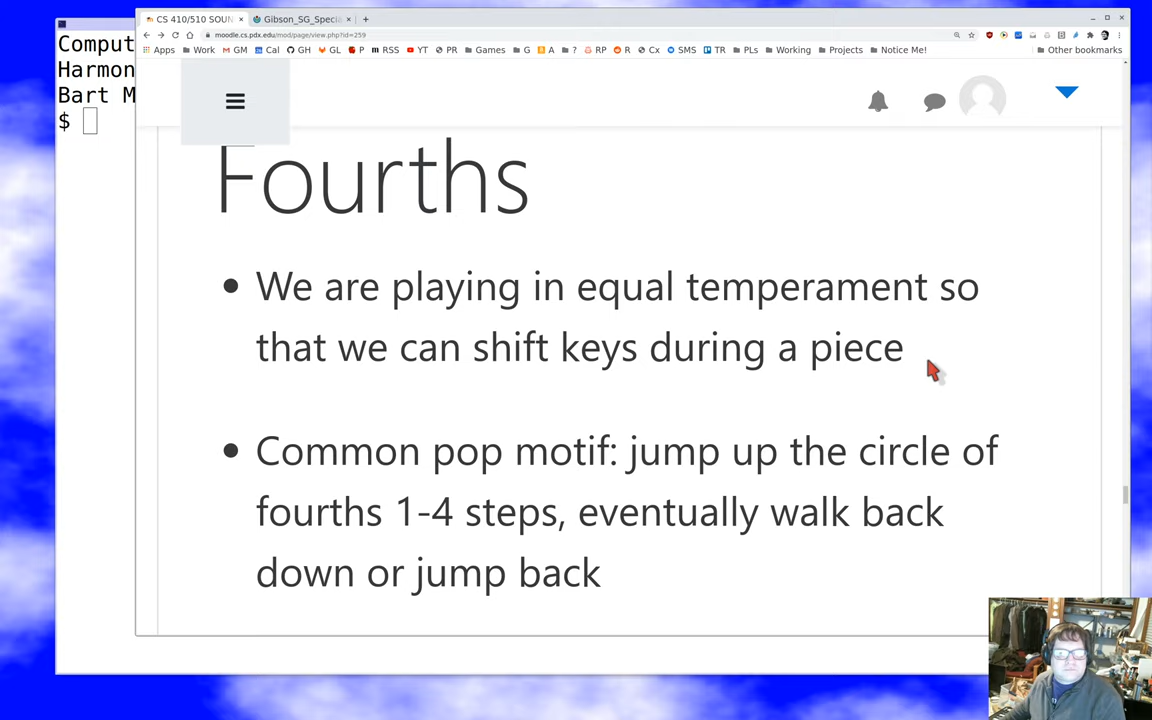 CS 410/510 SOUN
Gibson_SG_Speci
moodle.cs.pdx.edu/mod/page/view.php?id=259
Apps Work GM Cal GH GL P RSS YT PR Games G A ? RP R Cx SMS TR PLs Working Projects Notice Me! Other bookmarks
Comput
Harmon
Bart M
$
Fourths
• We are playing in equal temperament so
that we can shift keys during a piece
• Common pop motif: jump up the circle of
fourths 1-4 steps, eventually walk back
down or jump back